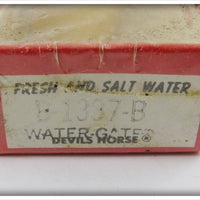 FRESH AND SALT WATER
B-1337-B
WATER-GATER
DEVILS HORSE®